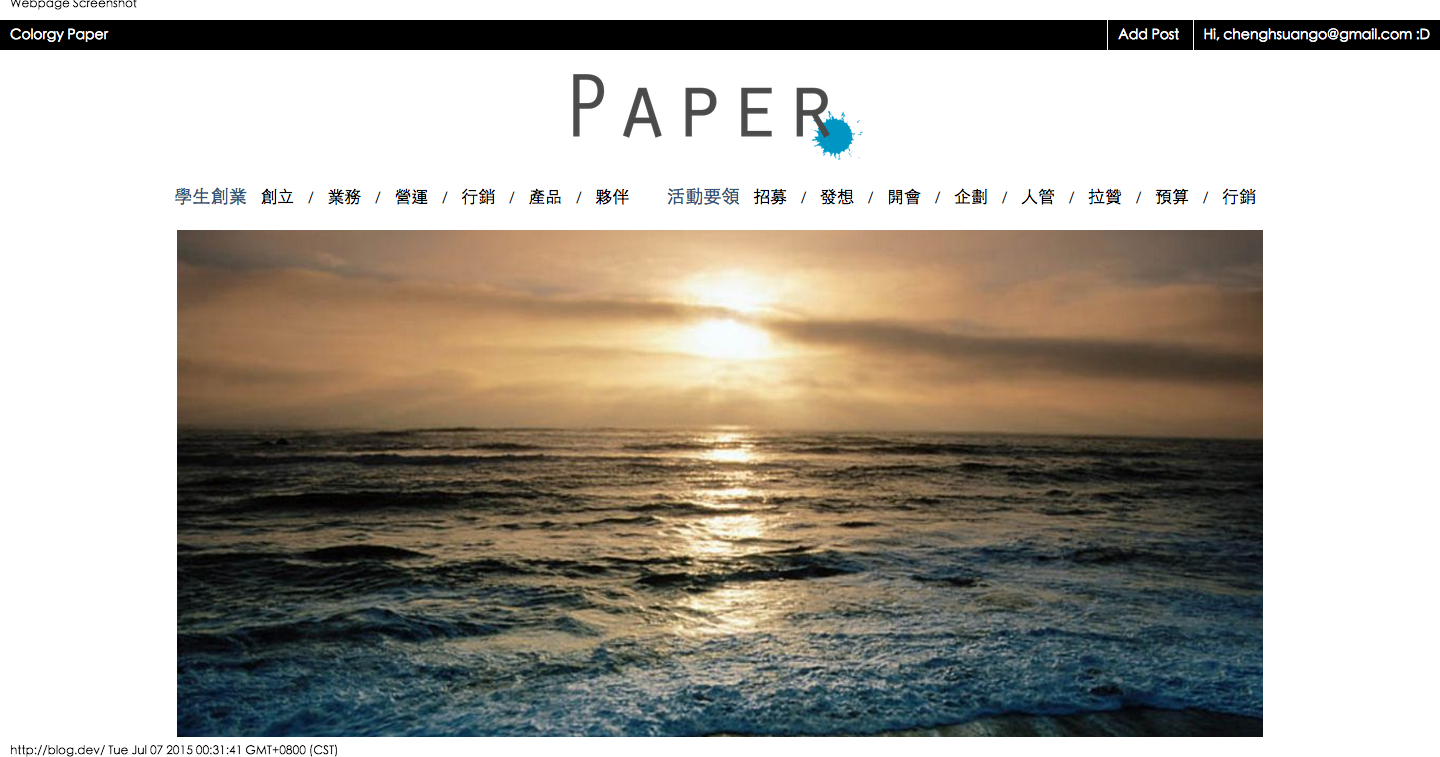 Webpage Screenshot
Colorgy Paper Add Post Hi, chenghsuango@gmail.com :D
PAPER
學生創業 創立 / 業務 / 營運 / 行銷 / 產品 / 夥伴 活動要領 招募 / 發想 / 開會 / 企劃 / 人管 / 拉贊 / 預算 / 行銷
http://blog.dev/ Tue Jul 07 2015 00:31:41 GMT+0800 (CST)